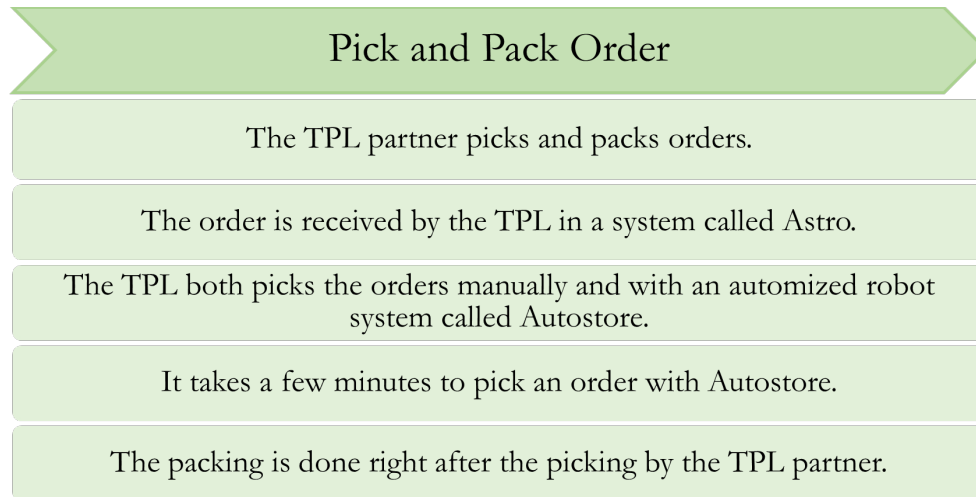 Pick and Pack Order
The TPL partner picks and packs orders.
The order is received by the TPL in a system called Astro.
The TPL both picks the orders manually and with an automized robot
system called Autostore.
It takes a few minutes to pick an order with Autostore.
The packing is done right after the picking by the TPL partner.